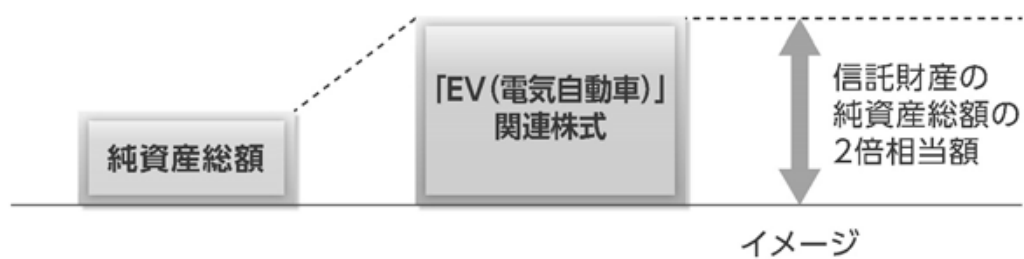 純資産総額
「EV(電気自動車)」
関連株式
信託財産の
純資産総額の
2倍相当額
イメージ